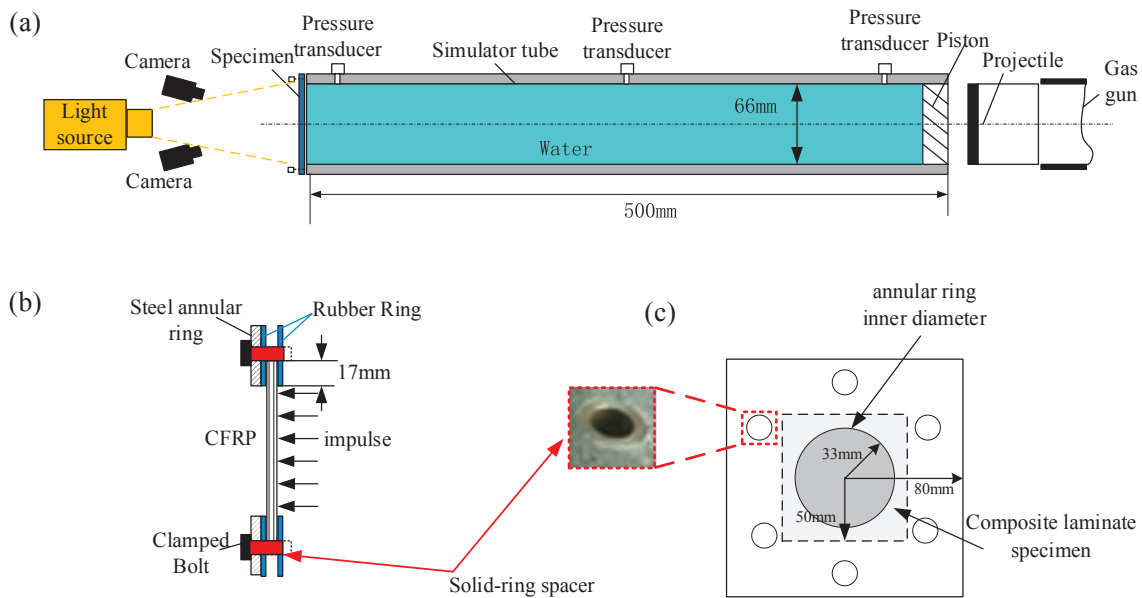 (a)
Pressure
transducer
Specimen
Camera
Simulator tube
Pressure
transducer
Pressure
transducer
Piston
Projectile
Gas
gun
Light
source
66mm
Water
Camera
500mm
(b)
Steel annular
ring
Rubber Ring
17mm
CFRP
impulse
Clamped
Bolt
Solid-ring spacer
(c)
annular ring
inner diameter
33mm
80mm
50mm
Composite laminate
specimen